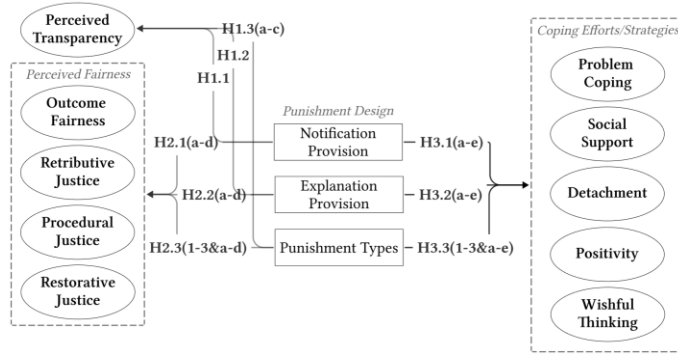 Perceived
Transparency
H1.3(a-c)
H1.2
H1.1
Perceived Fairness
Outcome
Fairness
Retributive
Justice
Procedural
Justice
Restorative
Justice
H2.1(a-d)
H2.2(a-d)
H2.3(1-3&a-d)
Punishment Design
Notification
Provision
Explanation
Provision
Punishment Types
H3.1(a-e)
H3.2(a-e)
H3.3(1-3&a-e)
Coping Efforts/Strategies
Problem
Coping
Social
Support
Detachment
Positivity
Wishful
Thinking